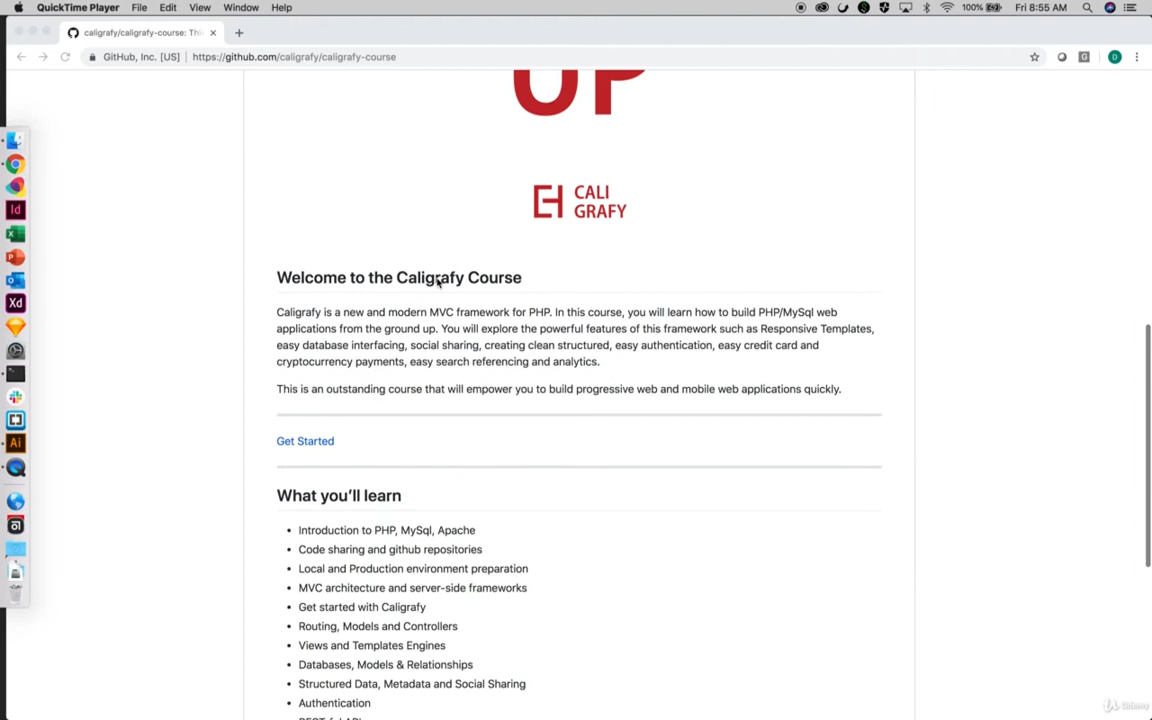 QuickTime Player File Edit View Window Help
100% Fri 8:55 AM
caligrafy/caligrafy-course: Thi
GitHub, Inc. [US] https://github.com/caligrafy/caligrafy-course
UP
CALI
GRAFY
Welcome to the Caligrafy Course
Caligrafy is a new and modern MVC framework for PHP. In this course, you will learn how to build PHP/MySql web
applications from the ground up. You will explore the powerful features of this framework such as Responsive Templates,
easy database interfacing, social sharing, creating clean structured, easy authentication, easy credit card and
cryptocurrency payments, easy search referencing and analytics.
This is an outstanding course that will empower you to build progressive web and mobile web applications quickly.
Get Started
What you'll learn
Introduction to PHP, MySql, Apache
Code sharing and github repositories
Local and Production environment preparation
MVC architecture and server-side frameworks
Get started with Caligrafy
Routing, Models and Controllers
Views and Templates Engines
Databases, Models & Relationships
Structured Data, Metadata and Social Sharing
Authentication
Id
Xd
Ai
D
Udemy